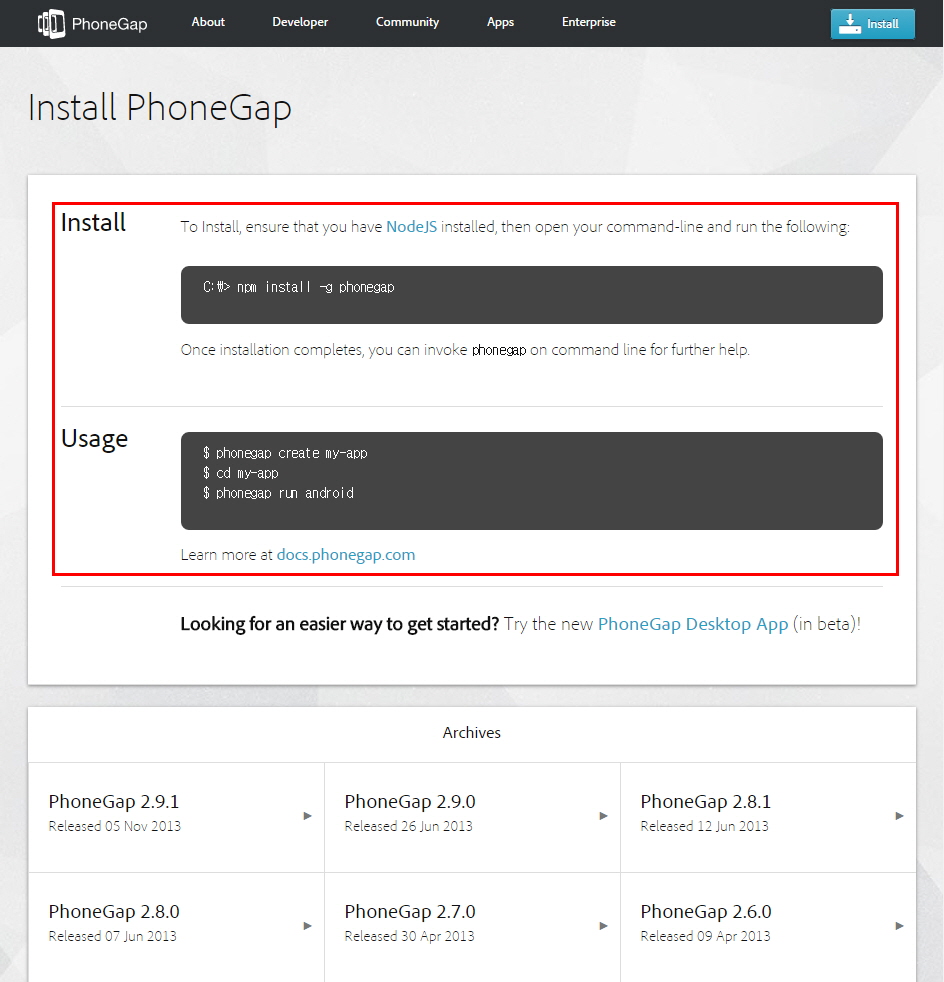 PhoneGap About Developer Community Apps Enterprise Install
Install PhoneGap
Install
To Install, ensure that you have NodeJS installed, then open your command-line and run the following:
C:₩> npm install -g phonegap
Once installation completes, you can invoke phonegap on command line for further help.
Usage
$ phonegap create my-app
$ cd my-app
$ phonegap run android
Learn more at docs.phonegap.com
Looking for an easier way to get started? Try the new PhoneGap Desktop App (in beta)!
Archives
PhoneGap 2.9.1
Released 05 Nov 2013
PhoneGap 2.9.0
Released 26 Jun 2013
PhoneGap 2.8.1
Released 12 Jun 2013
PhoneGap 2.8.0
Released 07 Jun 2013
PhoneGap 2.7.0
Released 30 Apr 2013
PhoneGap 2.6.0
Released 09 Apr 2013